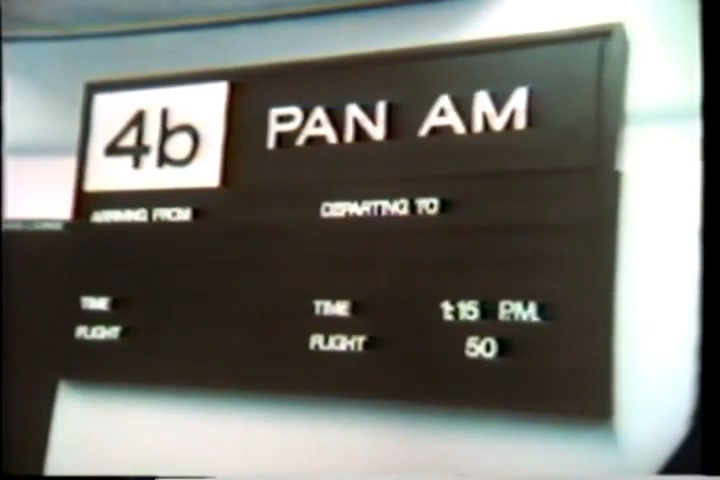 4b PAN AM
ARRIVING FROM DEPARTING TO
TIME TIME 1:15 P.M.
FLIGHT FLIGHT 50